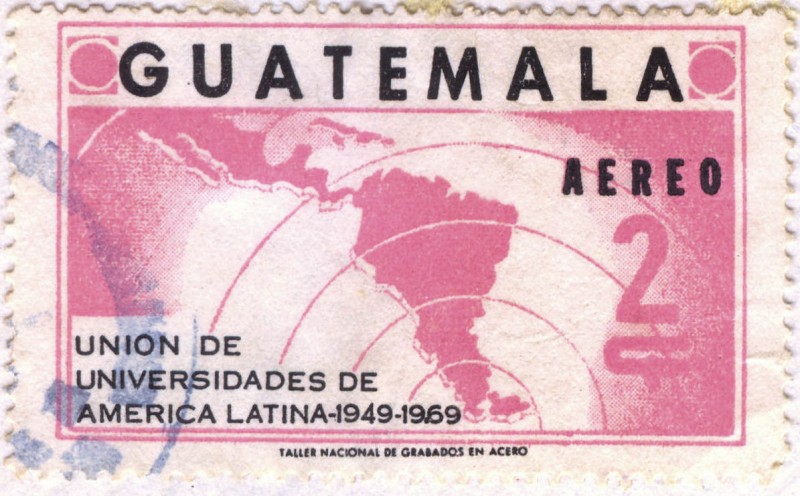 GUATEMALA
AEREO
2
UNION DE
UNIVERSIDADES DE
AMERICA LATINA-1949-1969
TALLER NACIONAL DE GRABADOS EN ACERO